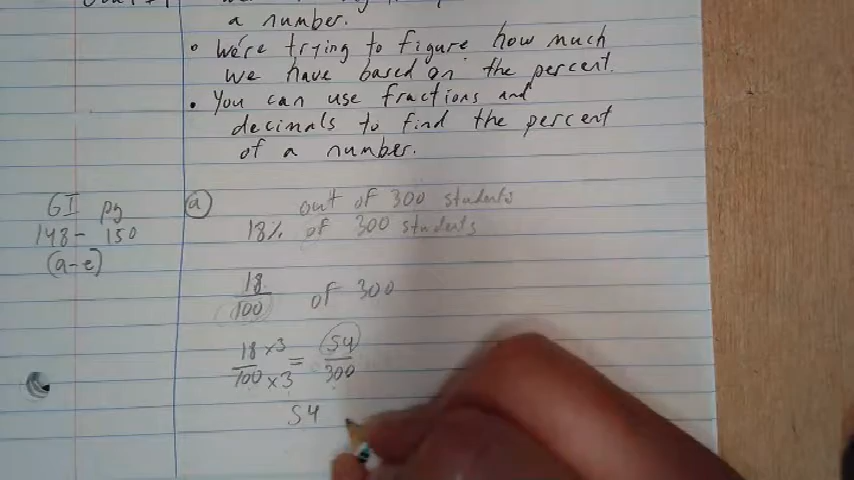 a number.
• We're trying to figure how much
we have based on the percent.
• You can use fractions and
decimals to find the percent
of a number.
GI pg
148 - 150
(a-e)
(a) out of 300 students
18% of 300 students
18/100 of 300
18 x 3 / 100 x 3 = 54/300
54